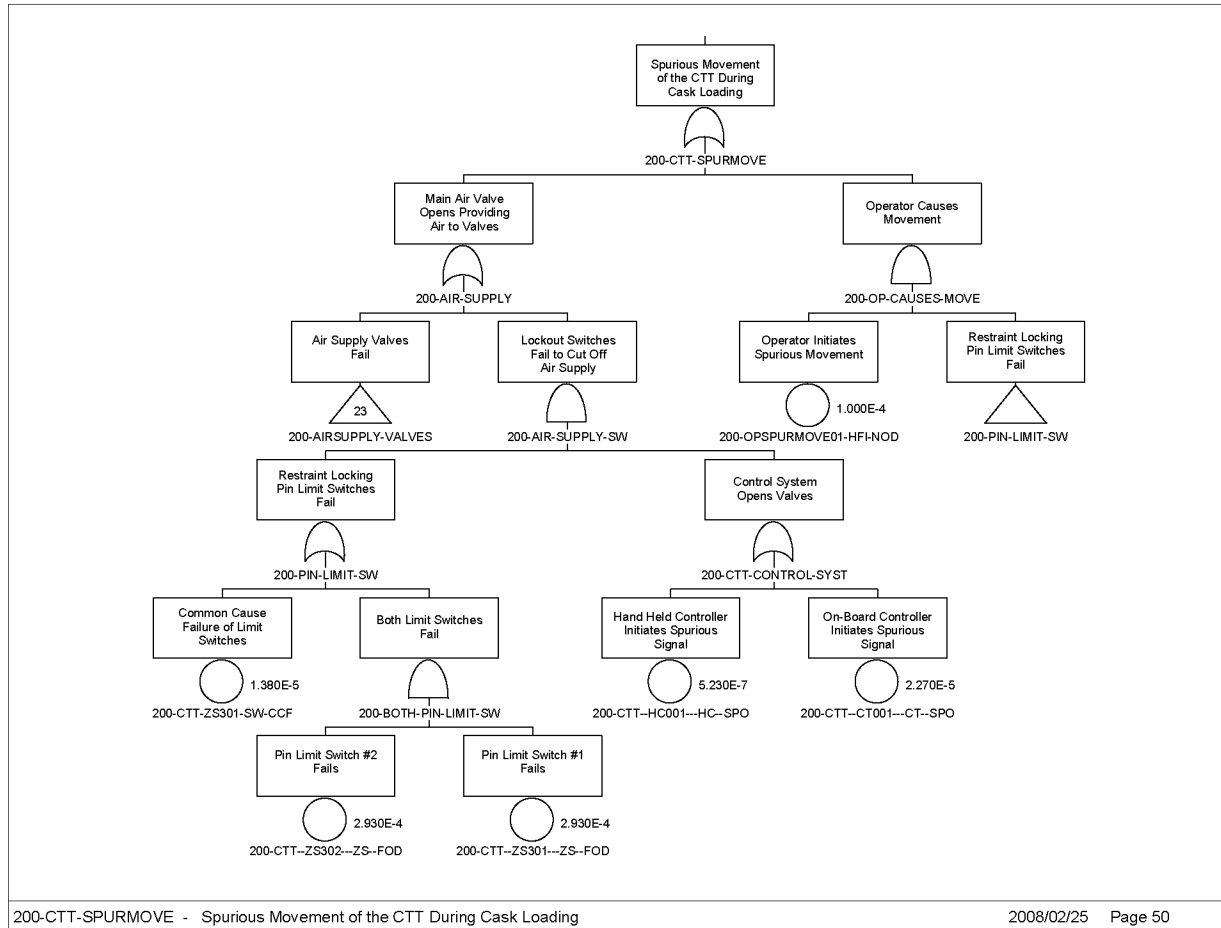 Spurious Movement
of the CTT During
Cask Loading
200-CTT-SPURMOVE
Main Air Valve
Opens Providing
Air to Valves
200-AIR-SUPPLY
Operator Causes
Movement
200-OP-CAUSES-MOVE
Air Supply Valves
Fail
23
200-AIRSUPPLY-VALVES
Lockout Switches
Fail to Cut Off
Air Supply
200-AIR-SUPPLY-SW
Operator Initiates
Spurious Movement
1.000E-4
200-OPSPURMOVE01-HFI-NOD
Restraint Locking
Pin Limit Switches
Fail
200-PIN-LIMIT-SW
Restraint Locking
Pin Limit Switches
Fail
200-PIN-LIMIT-SW
Control System
Opens Valves
200-CTT-CONTROL-SYST
Common Cause
Failure of Limit
Switches
1.380E-5
200-CTT-ZS301-SW-CCF
Both Limit Switches
Fail
200-BOTH-PIN-LIMIT-SW
Hand Held Controller
Initiates Spurious
Signal
5.230E-7
200-CTT--HC001---HC--SPO
On-Board Controller
Initiates Spurious
Signal
2.270E-5
200-CTT--CT001---CT--SPO
Pin Limit Switch #2
Fails
2.930E-4
200-CTT--ZS302---ZS--FOD
Pin Limit Switch #1
Fails
2.930E-4
200-CTT--ZS301---ZS--FOD
200-CTT-SPURMOVE - Spurious Movement of the CTT During Cask Loading
2008/02/25 Page 50